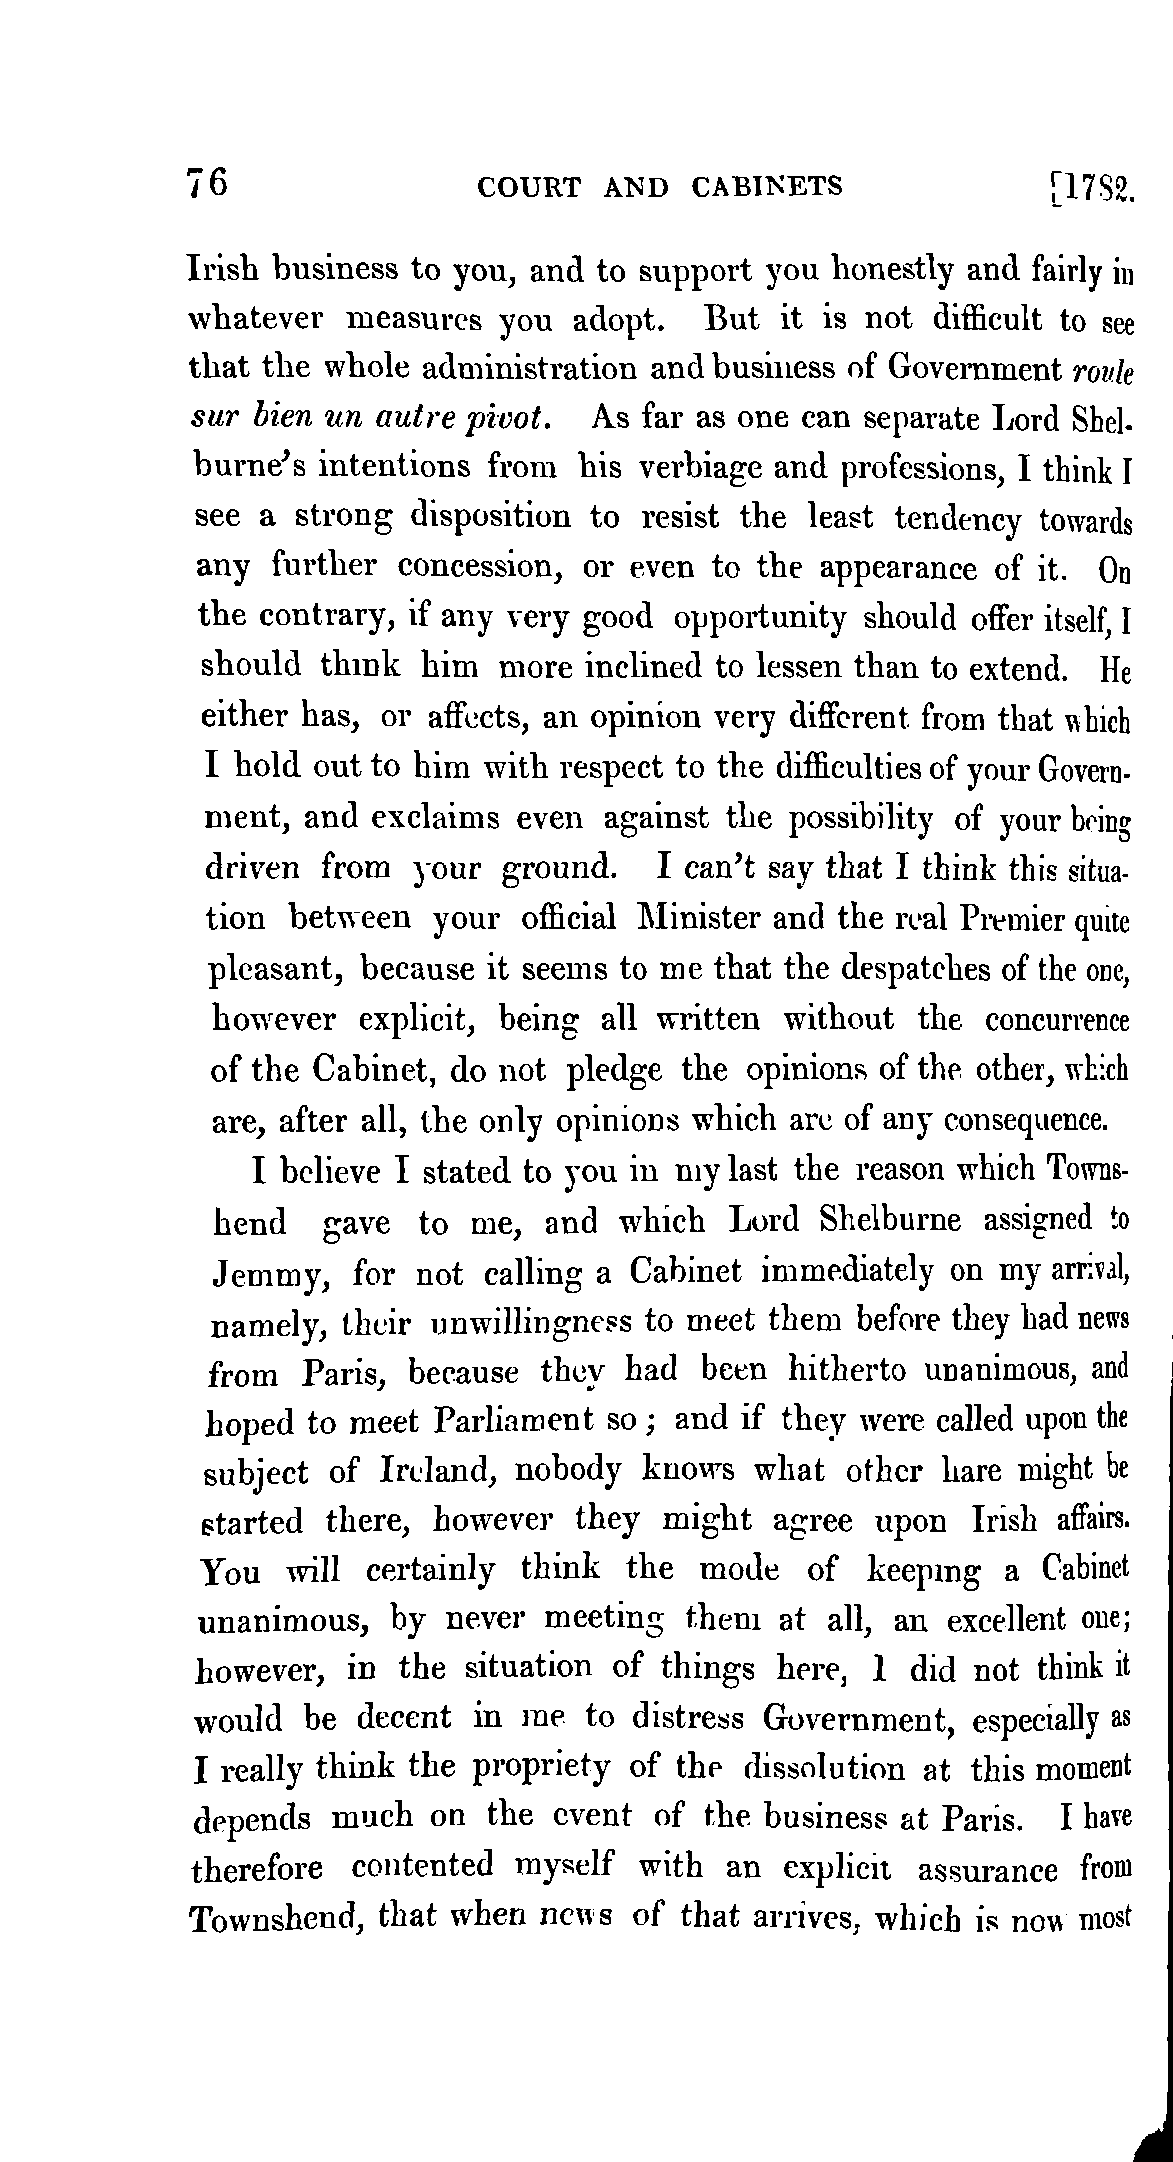 76 COURT AND CABINETS [1782.
Irish business to you, and to support you honestly and fairly in
whatever measures you adopt. But it is not difficult to see
that the whole administration and business of Government roule
sur bien un autre pivot. As far as one can separate Lord Shel-
burne's intentions from his verbiage and professions, I think I
see a strong disposition to resist the least tendency towards
any further concession, or even to the appearance of it. On
the contrary, if any very good opportunity should offer itself, I
should think him more inclined to lessen than to extend. He
either has, or affects, an opinion very different from that which
I hold out to him with respect to the difficulties of your Govern-
ment, and exclaims even against the possibility of your being
driven from your ground. I can't say that I think this situa-
tion between your official Minister and the real Premier quite
pleasant, because it seems to me that the despatches of the one,
however explicit, being all written without the concurrence
of the Cabinet, do not pledge the opinions of the other, which
are, after all, the only opinions which are of any consequence.
I believe I stated to you in my last the reason which Towns-
hend gave to me, and which Lord Shelburne assigned to
Jemmy, for not calling a Cabinet immediately on my arrival,
namely, their unwillingness to meet them before they had news
from Paris, because they had been hitherto unanimous, and
hoped to meet Parliament so; and if they were called upon the
subject of Ireland, nobody knows what other hare might be
started there, however they might agree upon Irish affairs.
You will certainly think the mode of keeping a Cabinet
unanimous, by never meeting them at all, an excellent one;
however, in the situation of things here, I did not think it
would be decent in me to distress Government, especially as
I really think the propriety of the dissolution at this moment
depends much on the event of the business at Paris. I have
therefore contented myself with an explicit assurance from
Townshend, that when news of that arrives, which is now most